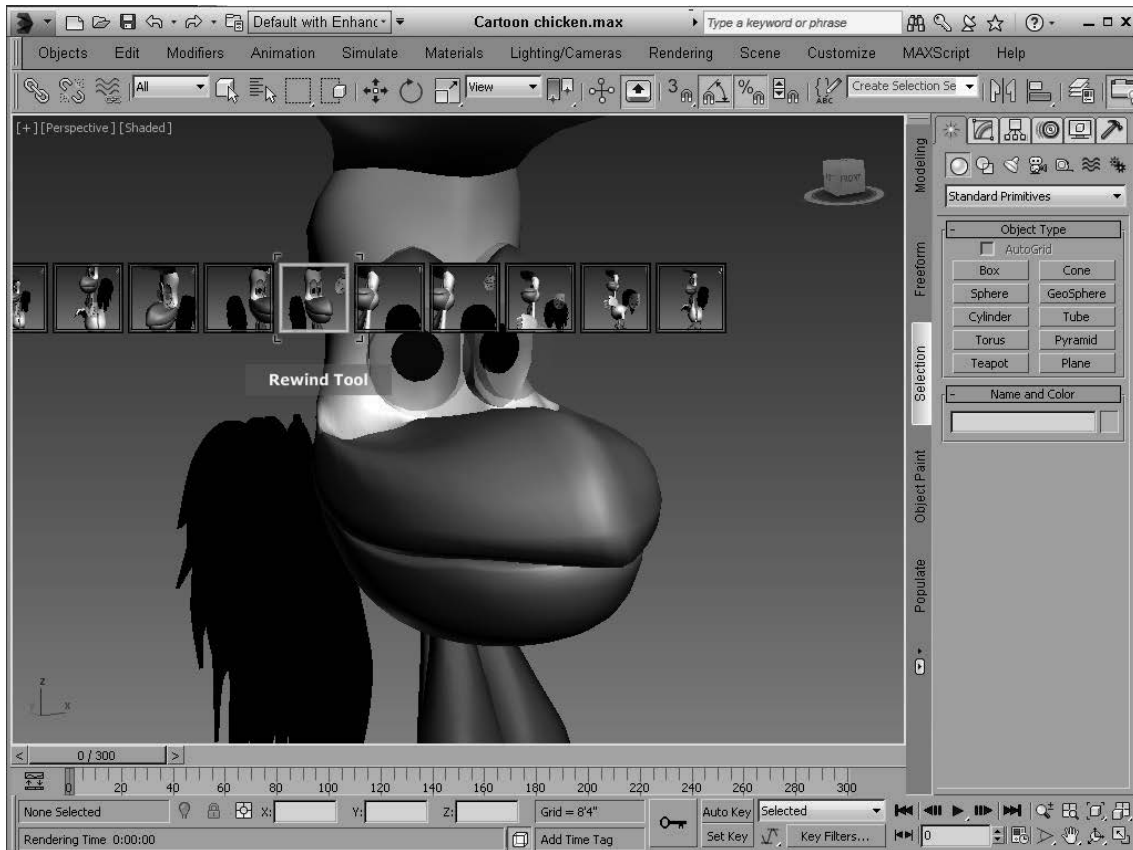 Default with Enhanc
Cartoon chicken.max
Type a keyword or phrase
Objects Edit Modifiers Animation Simulate Materials Lighting/Cameras Rendering Scene Customize MAXScript Help
All
View
3
%
ABC
Create Selection Se
[+] [Perspective] [Shaded]
FRONT
Modeling
Freeform
Selection
Object Paint
Populate
Standard Primitives
- Object Type
AutoGrid
Box Cone
Sphere GeoSphere
Cylinder Tube
Torus Pyramid
Teapot Plane
- Name and Color
Rewind Tool
z
y x
< 0 / 300 >
0 20 40 60 80 100 120 140 160 180 200 220 240 260 280 300
None Selected X: Y: Z: Grid = 8'4" Auto Key Selected
Rendering Time 0:00:00 Add Time Tag Set Key Key Filters... 0